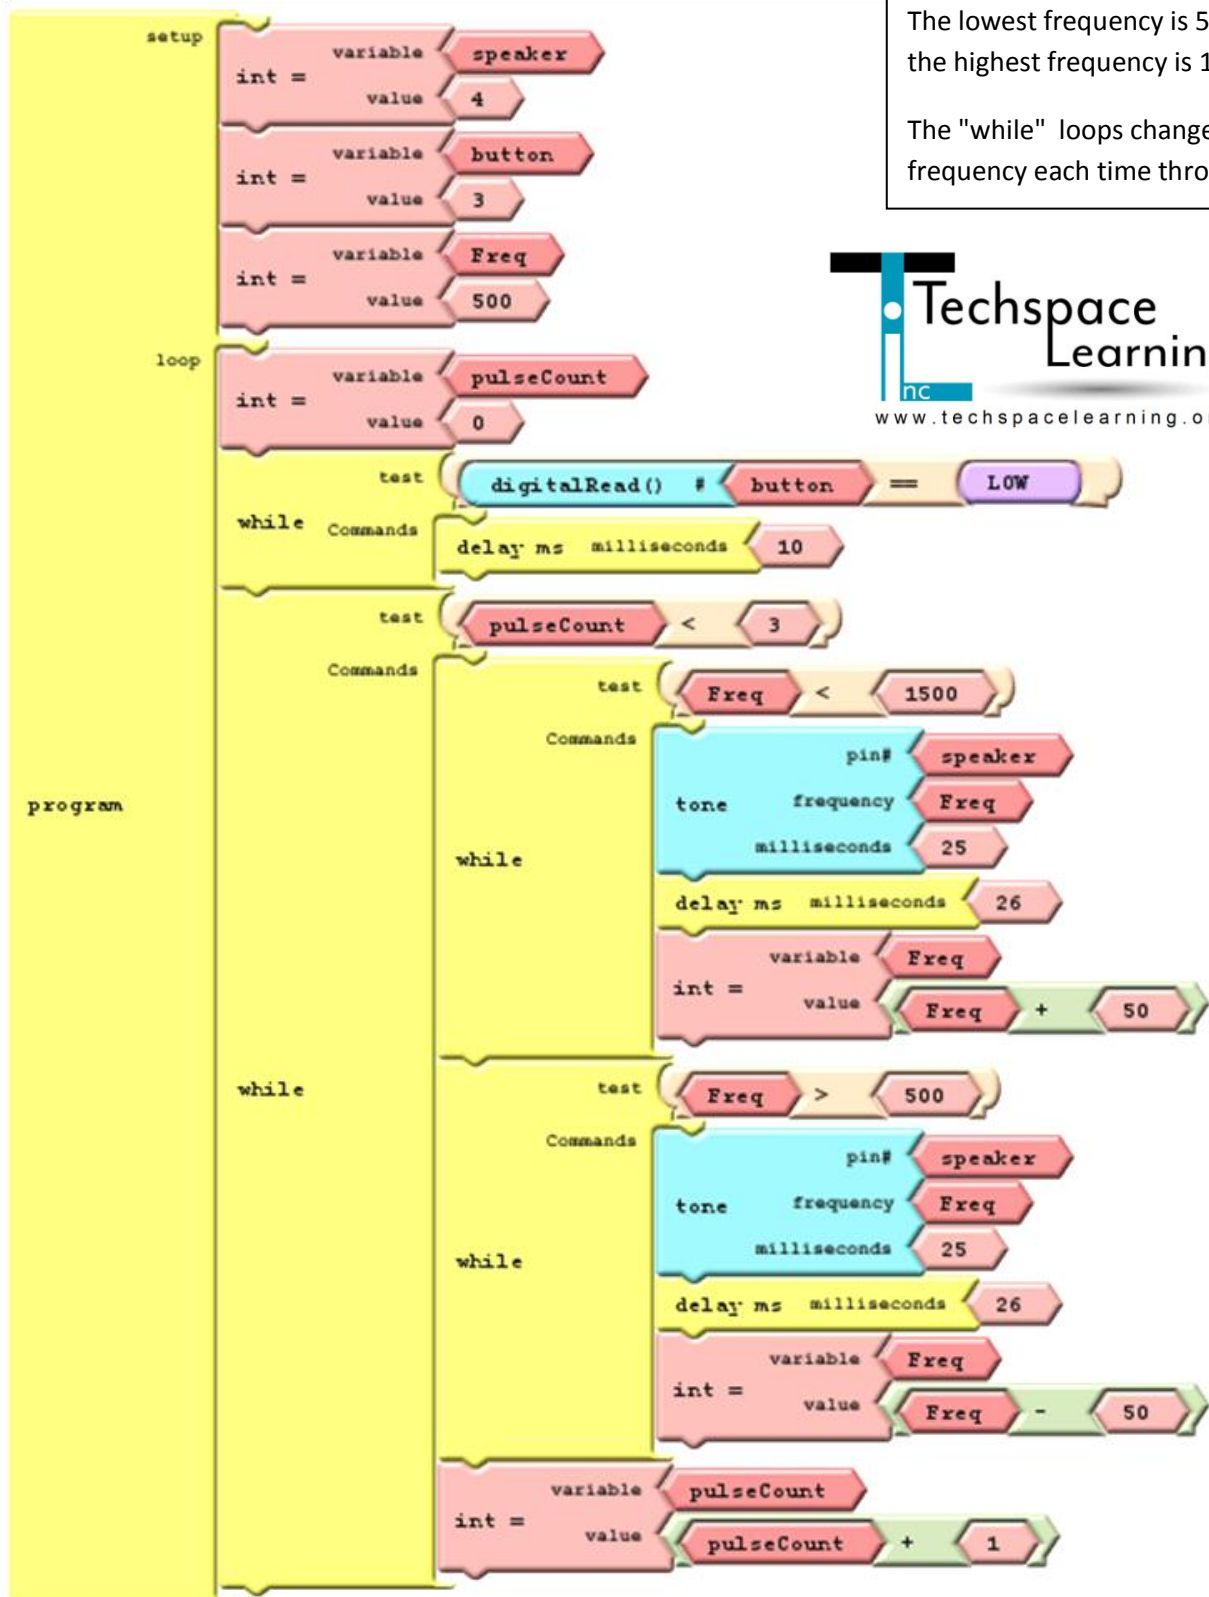 The lowest frequency is 5
the highest frequency is 1
The "while" loops change
frequency each time thro
Techspace
Learnin
nc
www.techspacelearning.o
program
setup
int = variable speaker
value 4
int = variable button
value 3
int = variable Freq
value 500
loop
int = variable pulseCount
value 0
while test digitalRead() # button == LOW
Commands delay ms milliseconds 10
while test pulseCount < 3
Commands
while test Freq < 1500
Commands
tone pin# speaker
frequency Freq
milliseconds 25
delay ms milliseconds 26
int = variable Freq
value Freq + 50
while test Freq > 500
Commands
tone pin# speaker
frequency Freq
milliseconds 25
delay ms milliseconds 26
int = variable Freq
value Freq - 50
int = variable pulseCount
value pulseCount + 1